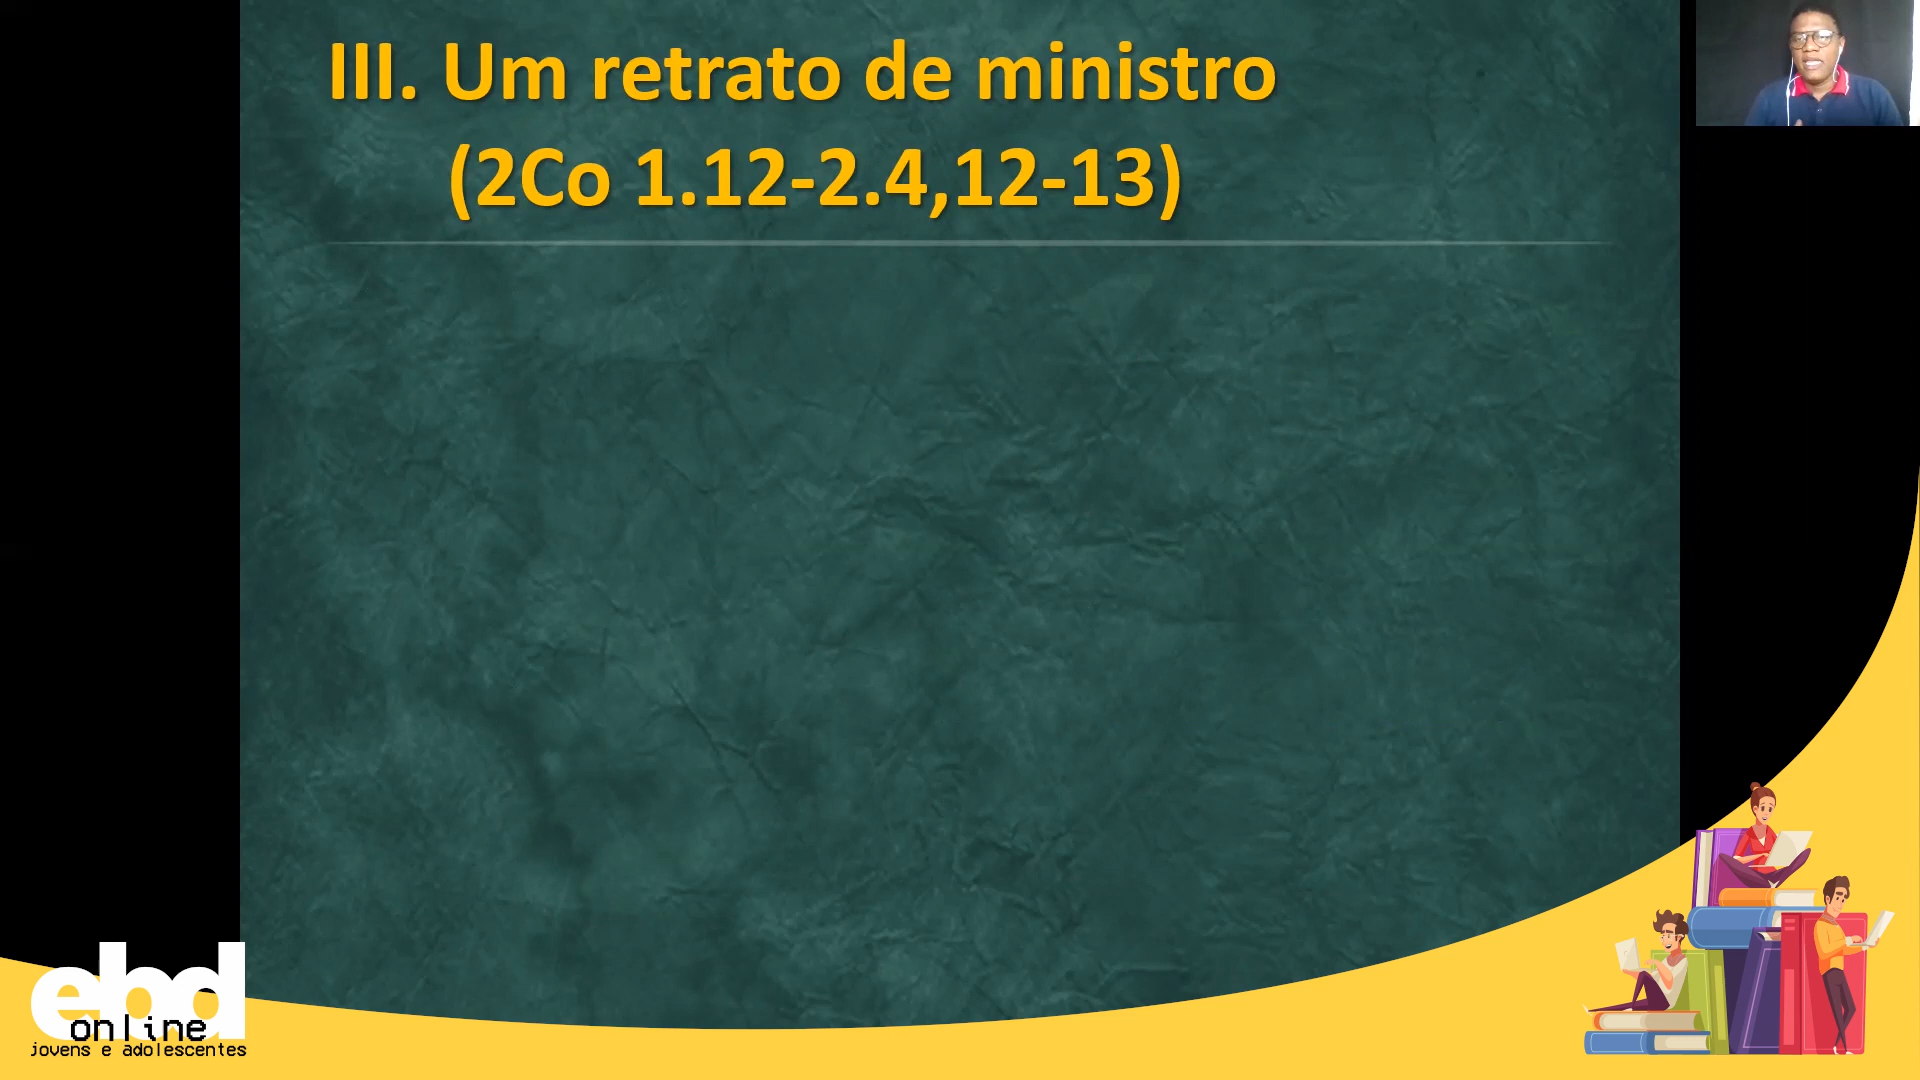 III. Um retrato de ministro
(2Co 1.12-2.4,12-13)
ebd
online
jovens e adolescentes